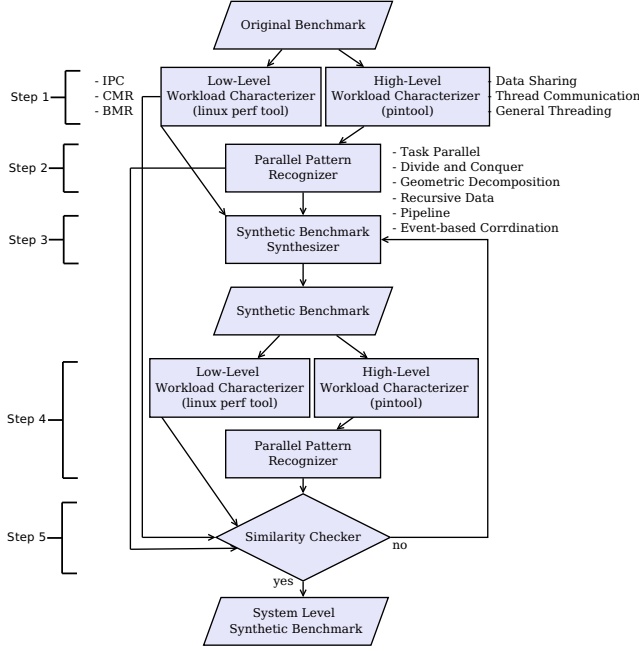 Original Benchmark
Step 1
- IPC
- CMR
- BMR
Low-Level
Workload Characterizer
(linux perf tool)
High-Level
Workload Characterizer
(pintool)
- Data Sharing
- Thread Communication
- General Threading
Step 2
Parallel Pattern
Recognizer
- Task Parallel
- Divide and Conquer
- Geometric Decomposition
- Recursive Data
- Pipeline
- Event-based Corrdination
Step 3
Synthetic Benchmark
Synthesizer
Synthetic Benchmark
Step 4
Low-Level
Workload Characterizer
(linux perf tool)
High-Level
Workload Characterizer
(pintool)
Parallel Pattern
Recognizer
Step 5
Similarity Checker
no
yes
System Level
Synthetic Benchmark